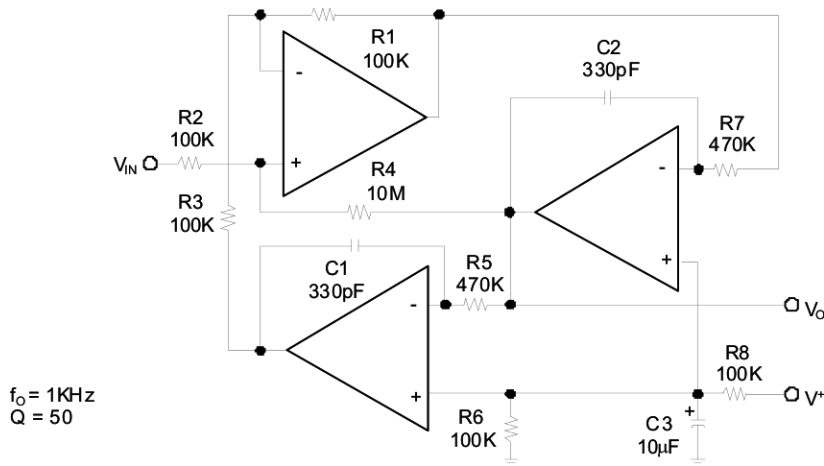 R1
100K
C2
330pF
R2
100K
R7
470K
VIN
-
+
R4
10M
-
+
R3
100K
C1
330pF
R5
470K
-
+
VO
R8
100K
V+
fO = 1KHz
Q = 50
R6
100K
+
C3
10µF